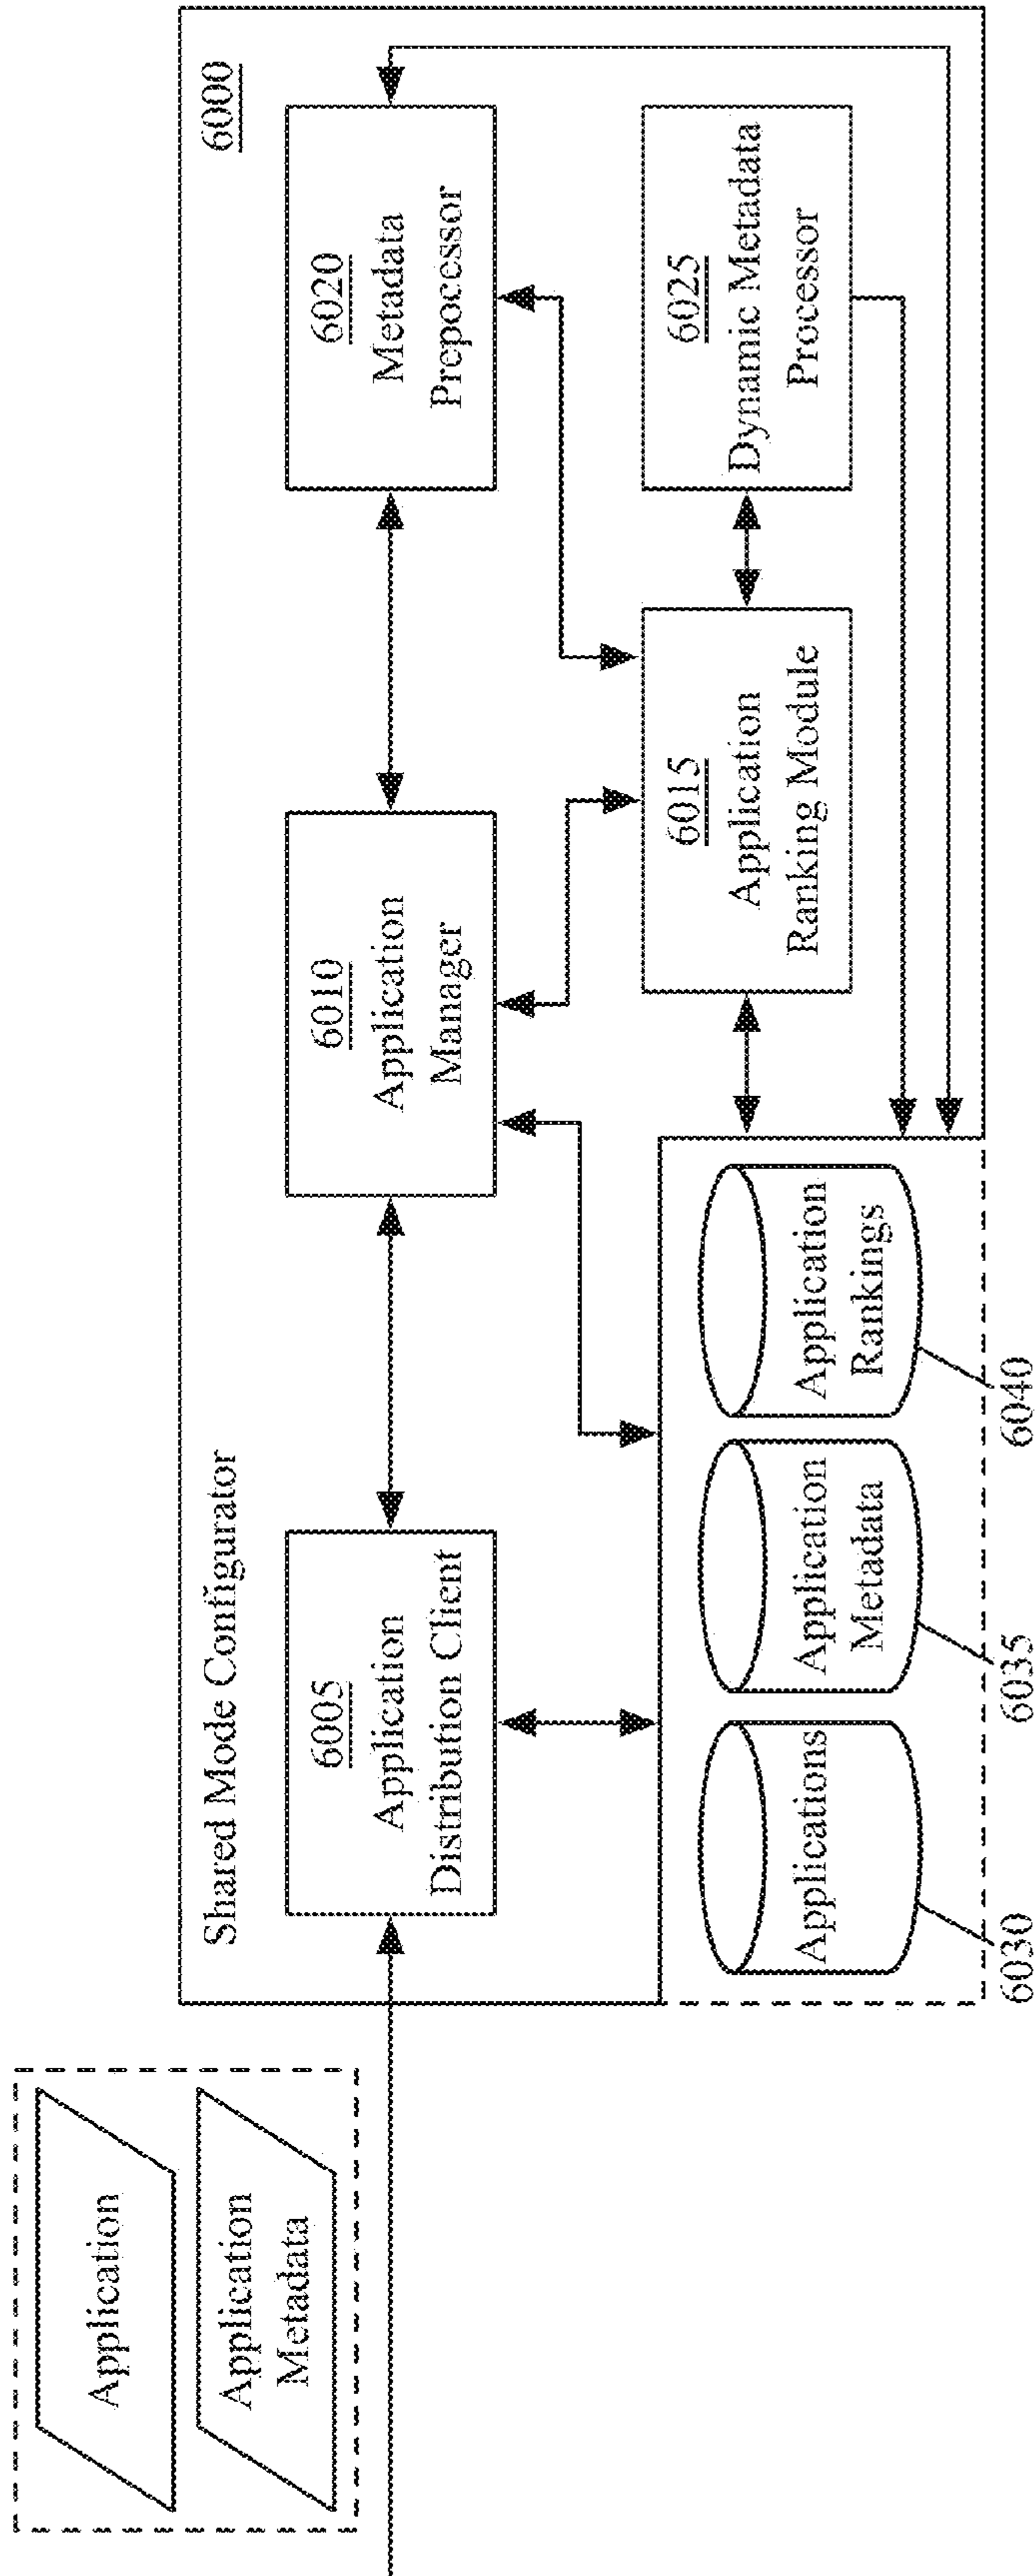 Application
Application
Metadata
Shared Mode Configurator
6000
6005
Application
Distribution Client
6010
Application
Manager
6020
Metadata
Prepocessor
6015
Application
Ranking Module
6025
Dynamic Metadata
Processor
Applications
Application
Metadata
Application
Rankings
6030
6035
6040